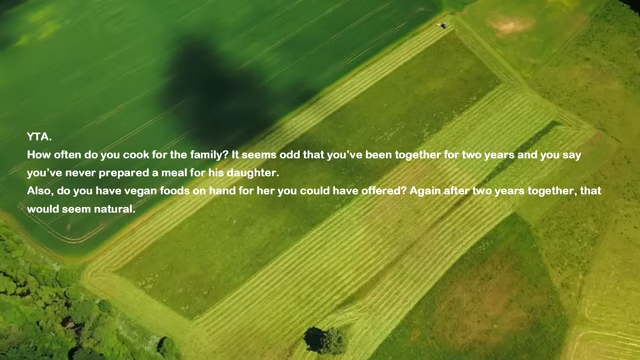 YTA.
How often do you cook for the family? It seems odd that you've been together for two years and you say
you've never prepared a meal for his daughter.
Also, do you have vegan foods on hand for her you could have offered? Again after two years together, that
would seem natural.